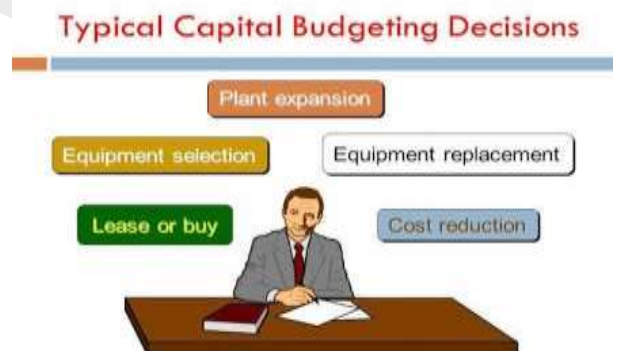 Typical Capital Budgeting Decisions
Plant expansion
Equipment selection
Equipment replacement
Lease or buy
Cost reduction